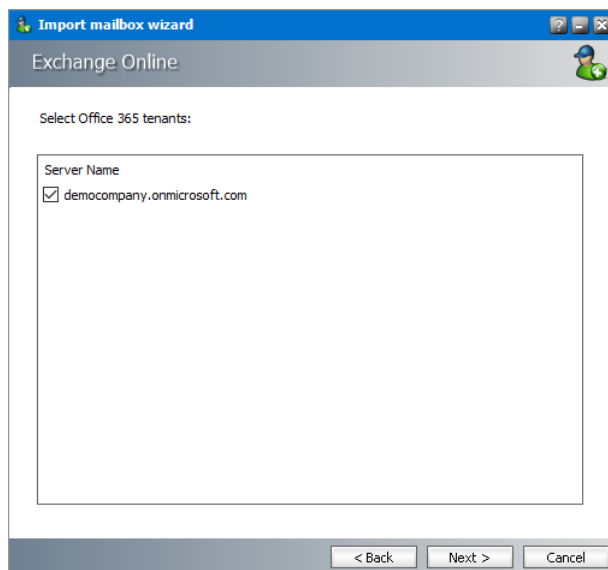 Import mailbox wizard
Exchange Online
Select Office 365 tenants:
Server Name
democompany.onmicrosoft.com
< Back Next > Cancel